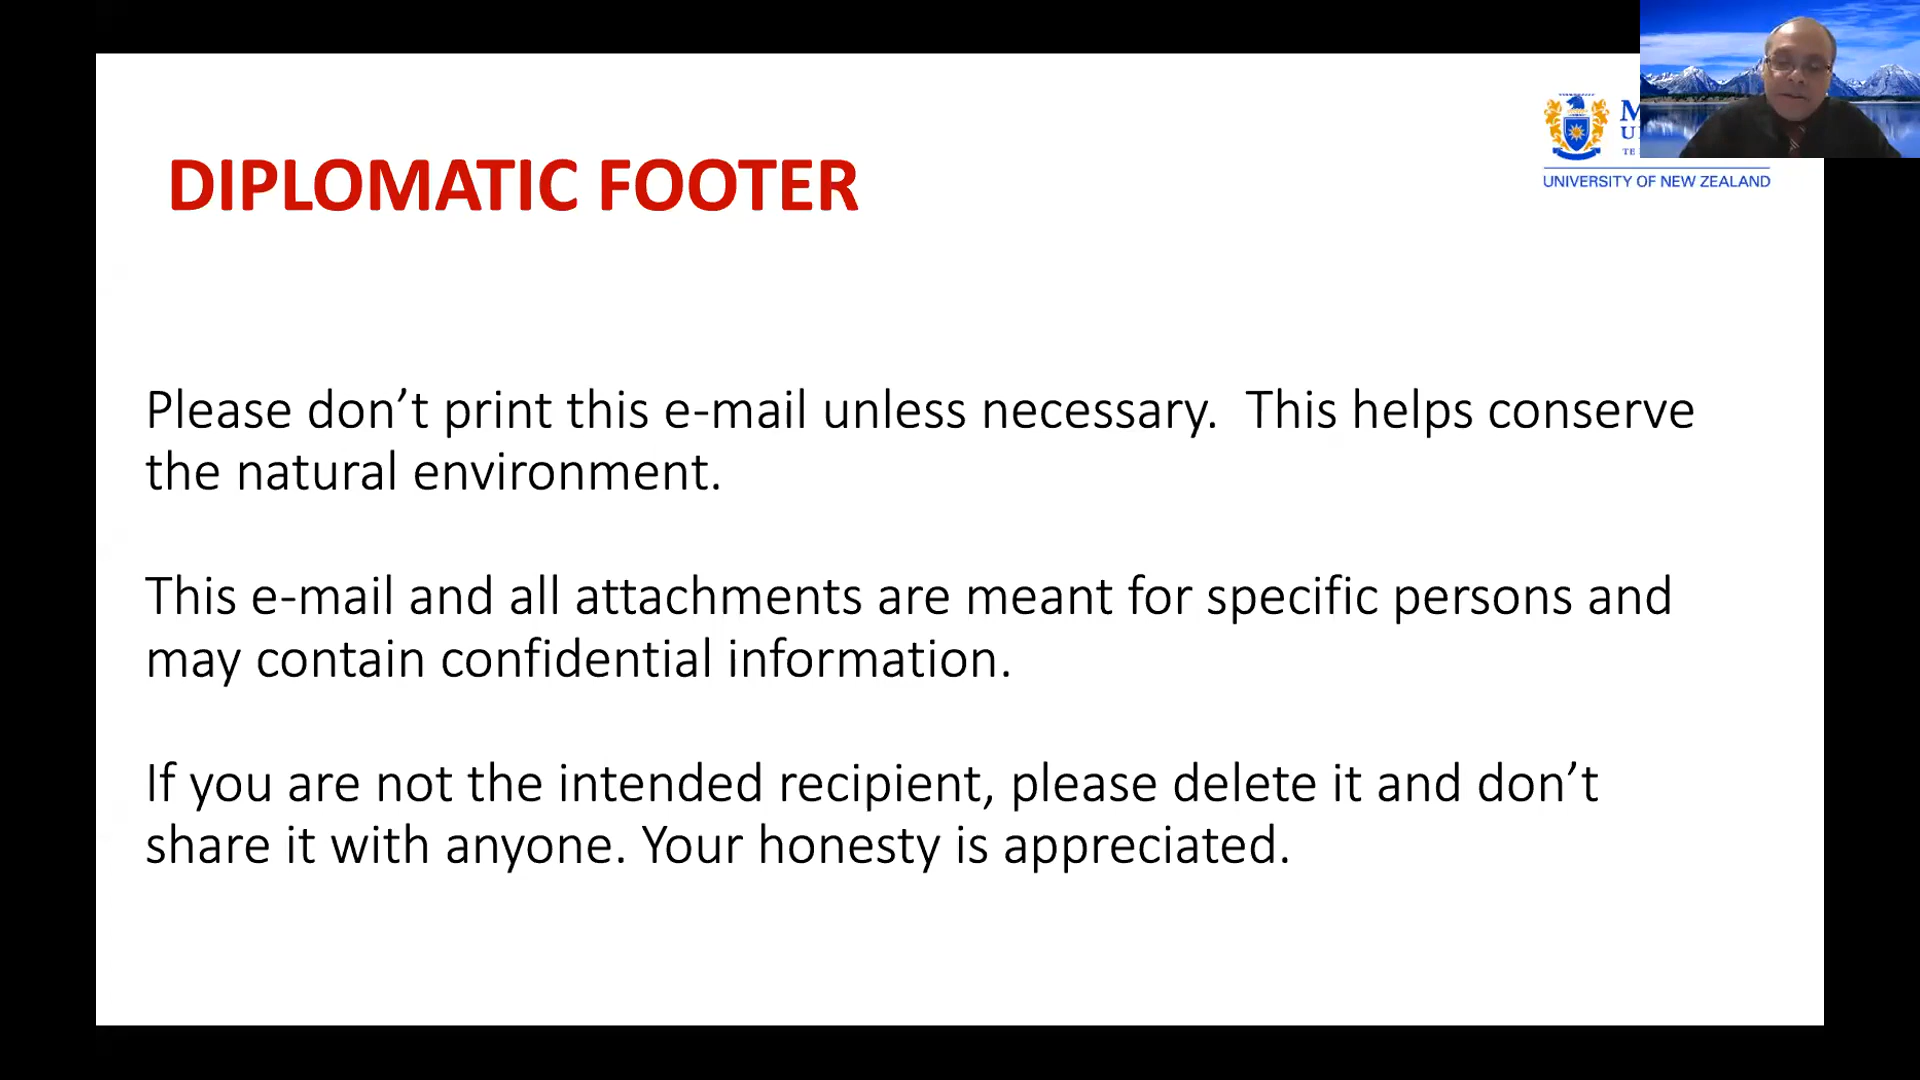 DIPLOMATIC FOOTER
UNIVERSITY OF NEW ZEALAND
Please don’t print this e-mail unless necessary.  This helps conserve
the natural environment.
This e-mail and all attachments are meant for specific persons and
may contain confidential information.
If you are not the intended recipient, please delete it and don’t
share it with anyone. Your honesty is appreciated.